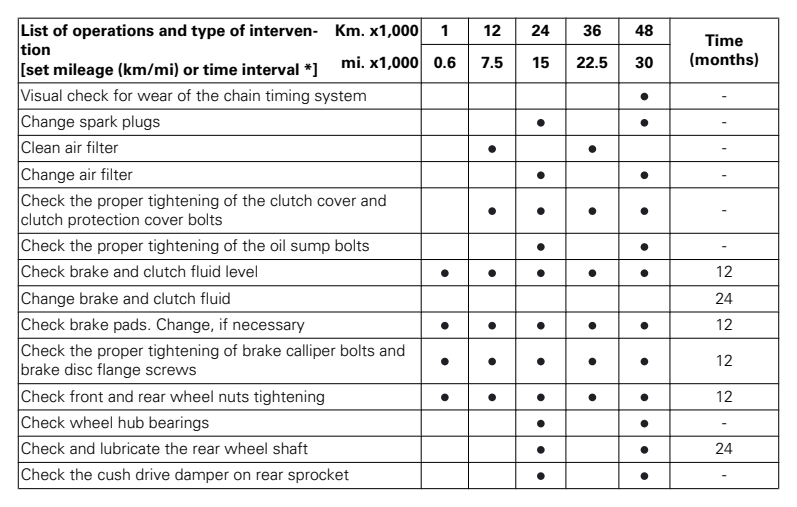 List of operations and type of interven- Km. x1,000 1 12 24 36 48 Time
tion
[set mileage (km/mi) or time interval *] mi. x1,000 0.6 7.5 15 22.5 30 (months)
Visual check for wear of the chain timing system ● -
Change spark plugs ● ● -
Clean air filter ● ● -
Change air filter ● ● -
Check the proper tightening of the clutch cover and
clutch protection cover bolts ● ● ● ● -
Check the proper tightening of the oil sump bolts ● ● -
Check brake and clutch fluid level ● ● ● ● ● 12
Change brake and clutch fluid 24
Check brake pads. Change, if necessary ● ● ● ● ● 12
Check the proper tightening of brake calliper bolts and
brake disc flange screws ● ● ● ● ● 12
Check front and rear wheel nuts tightening ● ● ● ● ● 12
Check wheel hub bearings ● ● -
Check and lubricate the rear wheel shaft ● ● 24
Check the cush drive damper on rear sprocket ● ● -